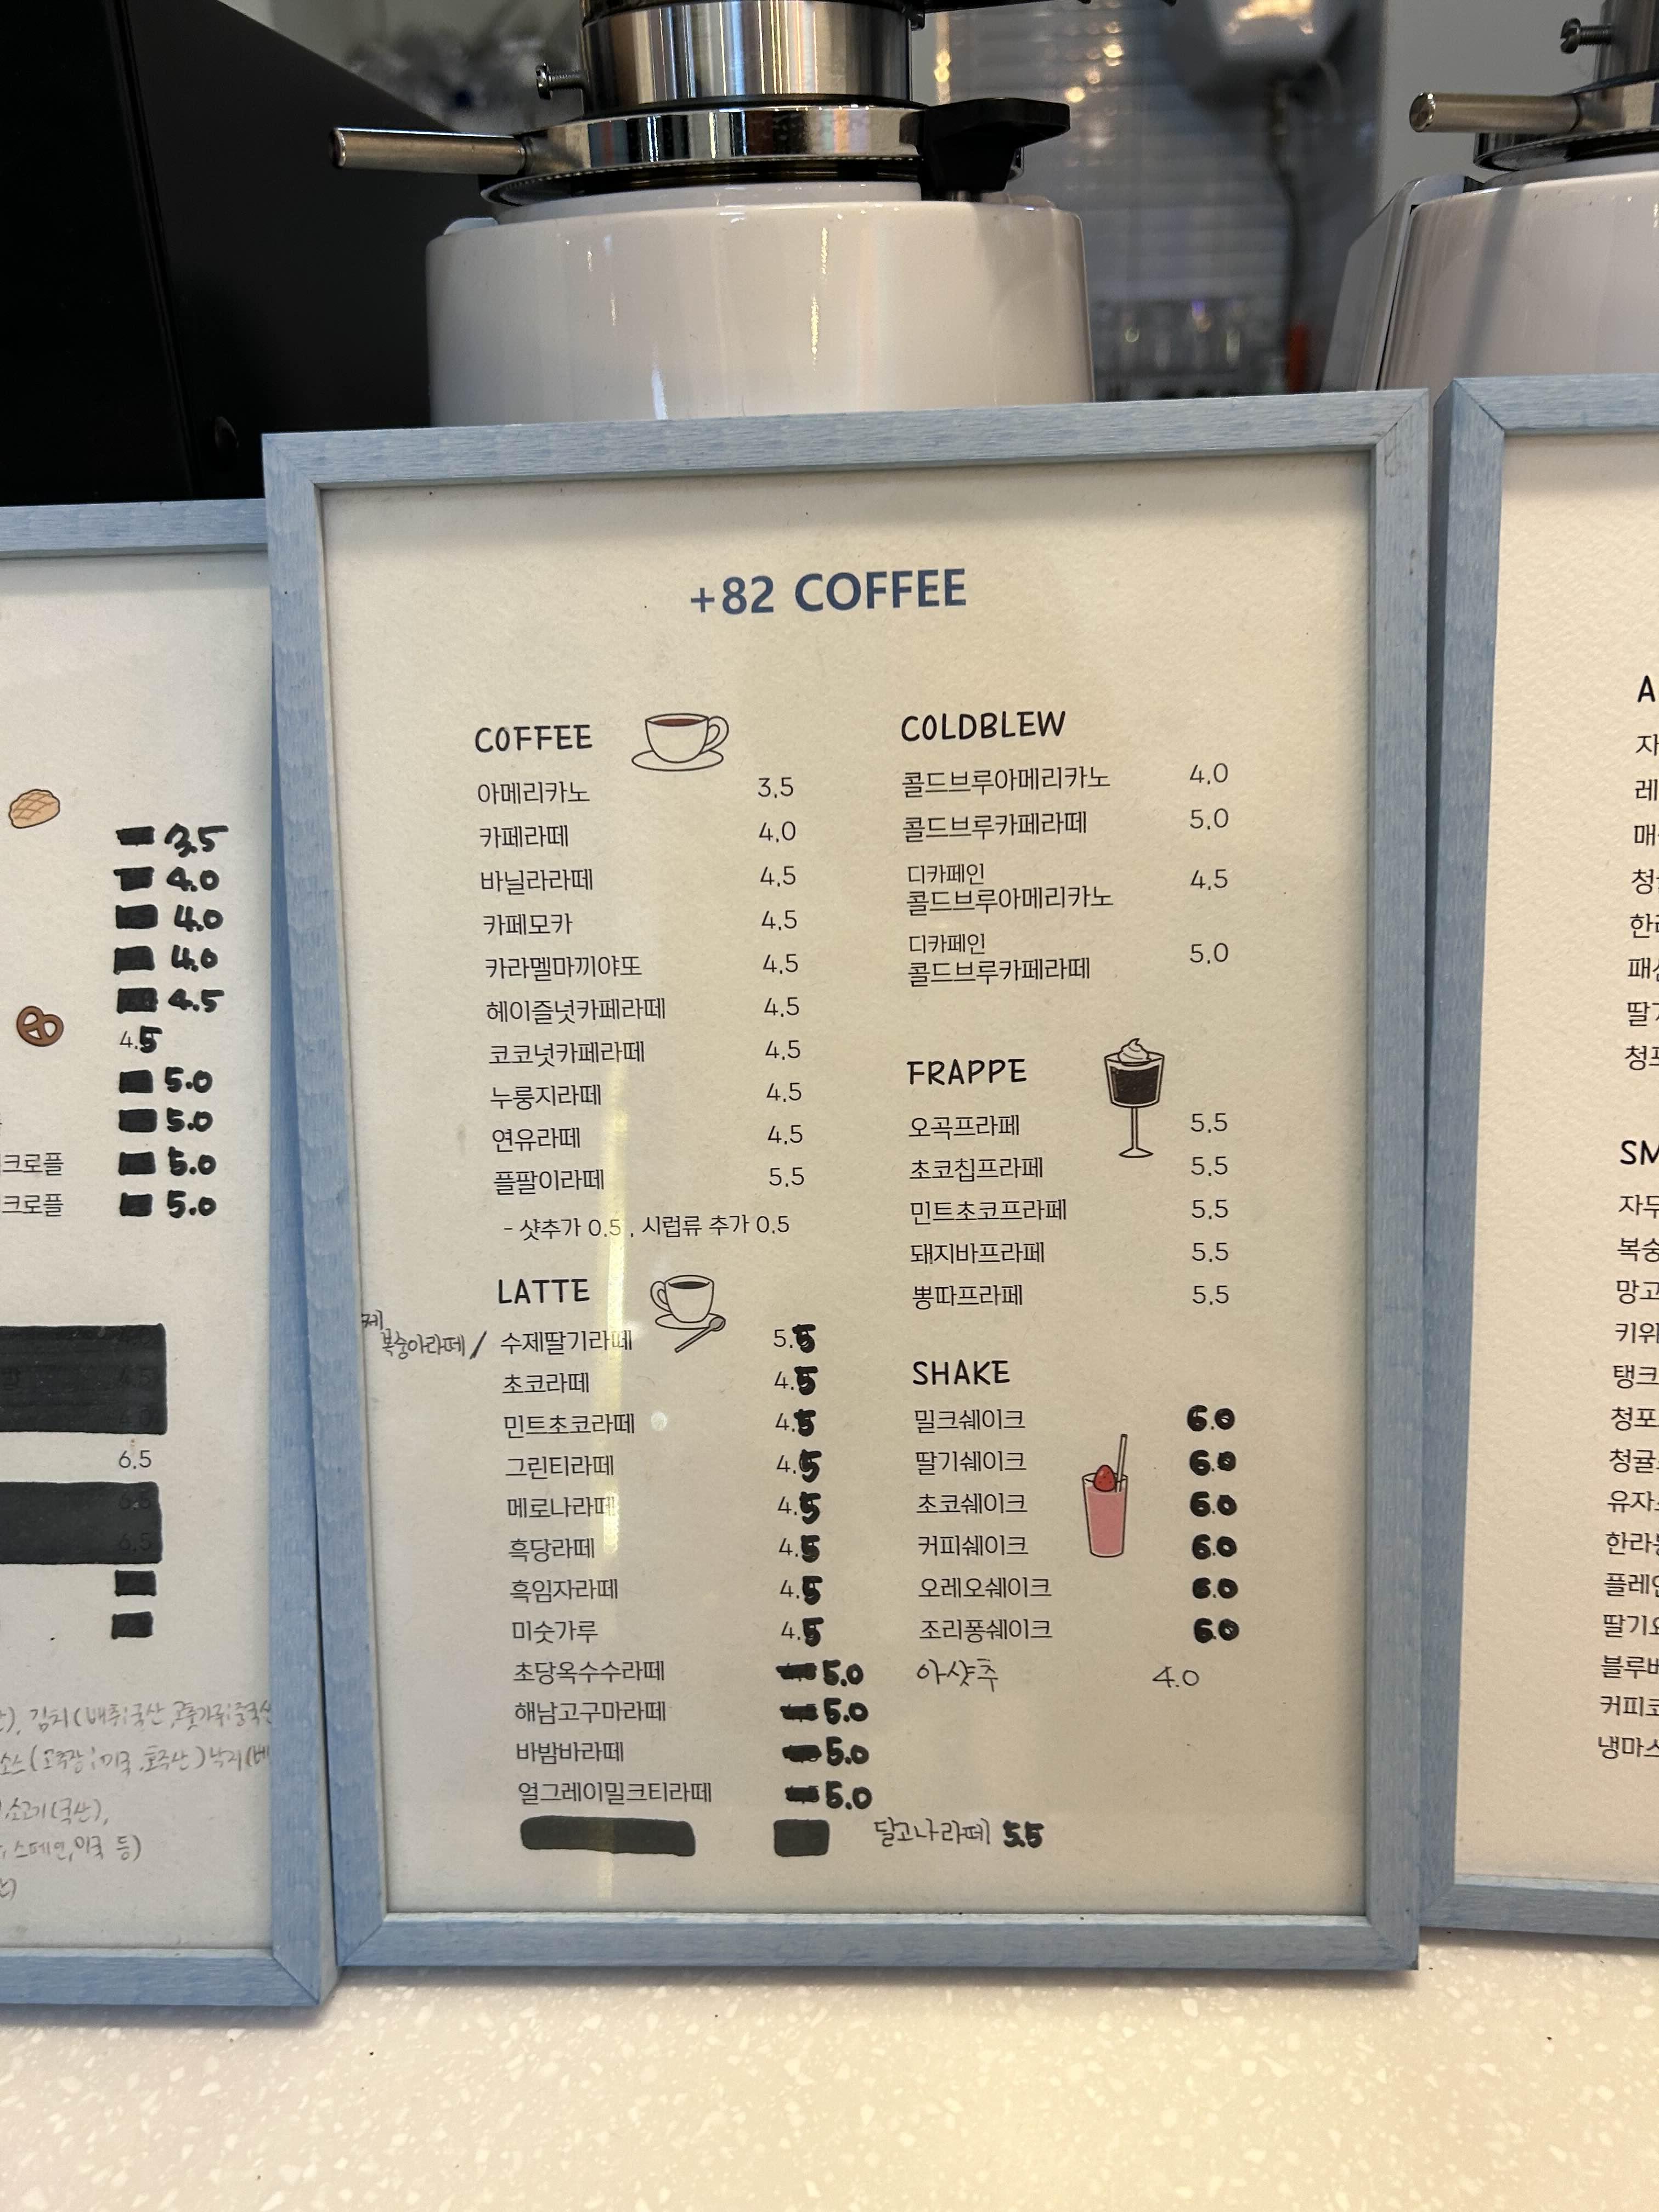 +82 COFFEE
COFFEE
아메리카노 3.5
카페라떼 4.0
바닐라라떼 4.5
카페모카 4.5
카라멜마끼야또 4.5
헤이즐넛카페라떼 4.5
코코넛카페라떼 4.5
누룽지라떼 4.5
연유라떼 4.5
플팔이라떼 5.5
- 샷추가 0.5 , 시럽류 추가 0.5
LATTE
복숭아라떼 / 수제딸기라떼 5.5
초코라떼 4.5
민트초코라떼 4.5
그린티라떼 4.5
메로나라떼 4.5
흑당라떼 4.5
흑임자라떼 4.5
미숫가루 4.5
초당옥수수라떼 5.0
해남고구마라떼 5.0
바밤바라떼 5.0
얼그레이밀크티라떼 5.0
달고나라떼 5.5
COLDBLEW
콜드브루아메리카노 4.0
콜드브루카페라떼 5.0
디카페인
콜드브루아메리카노 4.5
디카페인
콜드브루카페라떼 5.0
FRAPPE
오곡프라페 5.5
초코칩프라페 5.5
민트초코프라페 5.5
돼지바프라페 5.5
뽕따프라페 5.5
SHAKE
밀크쉐이크 6.0
딸기쉐이크 6.0
초코쉐이크 6.0
커피쉐이크 6.0
오레오쉐이크 6.0
조리퐁쉐이크 6.0
아샷추 4.0
3.5
4.0
4.0
4.0
4.5
4.5
5.0
5.0
크로플 5.0
크로플 5.0
6.5